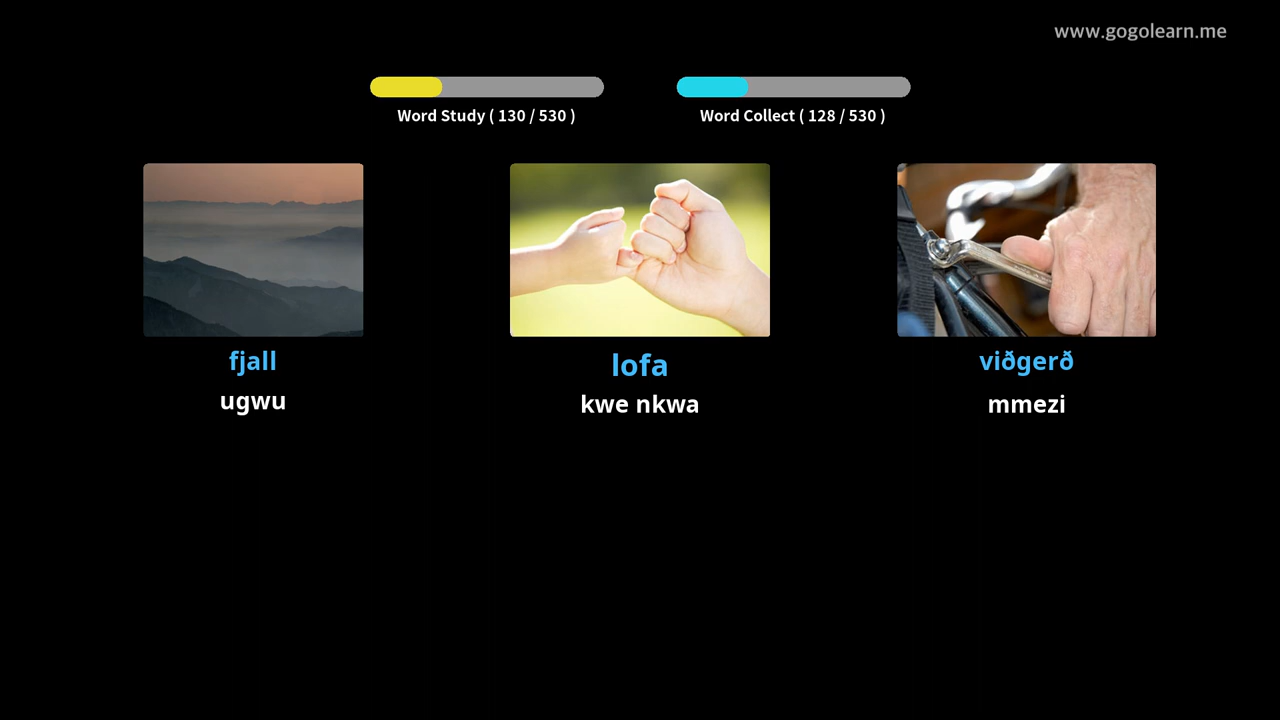 www.gogolearn.me
Word Study ( 130 / 530 )
Word Collect ( 128 / 530 )
fjall
ugwu
lofa
kwe nkwa
viðgerð
mmezi